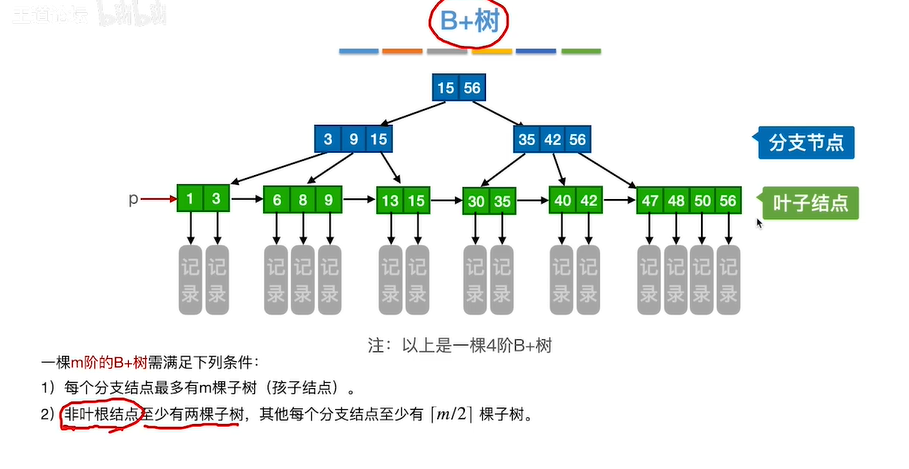 B+树
15 56
3 9 15
35 42 56
分支节点
p
1 3
6 8 9
13 15
30 35
40 42
47 48 50 56
叶子结点
记录 记录 记录 记录 记录 记录 记录 记录 记录 记录 记录 记录 记录 记录 记录
注：以上是一棵4阶B+树
一棵m阶的B+树需满足下列条件：
1）每个分支结点最多有m棵子树（孩子结点）。
2）非叶根结点至少有两棵子树，其他每个分支结点至少有 ⌈m/2⌉ 棵子树。